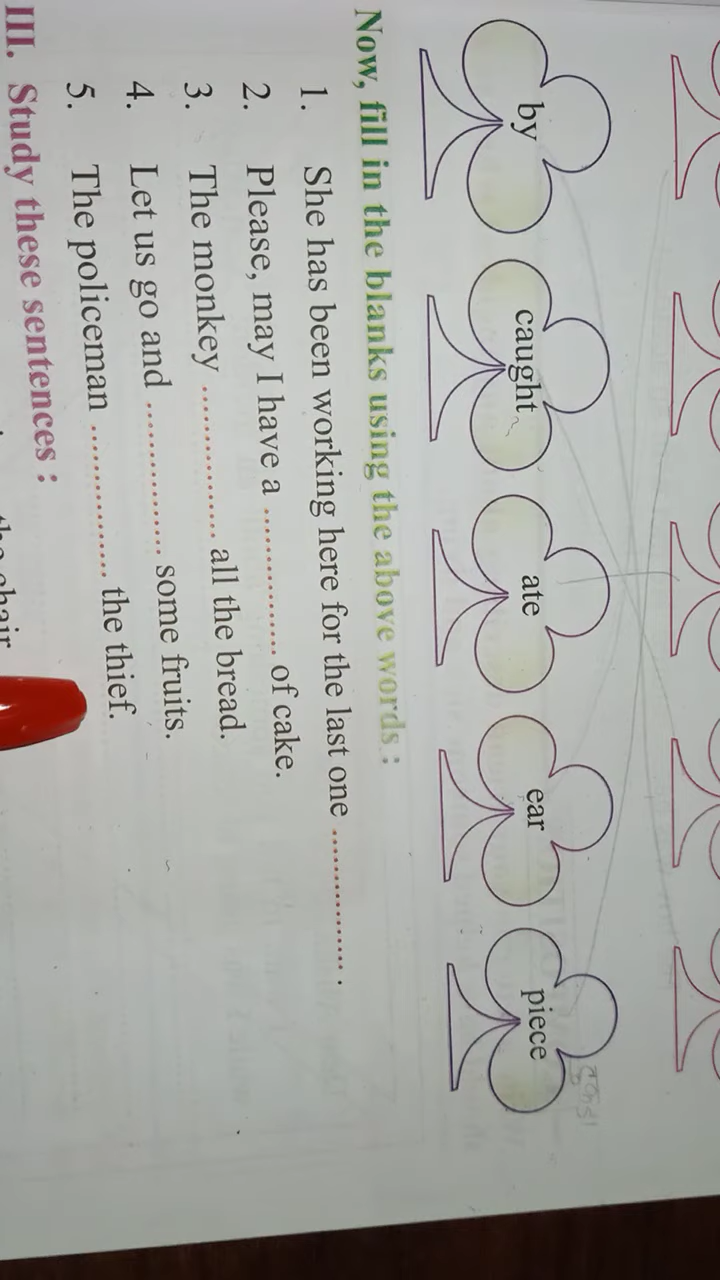 by caught ate ear piece
Now, fill in the blanks using the above words :
1. She has been working here for the last one ................ .
2. Please, may I have a ................ of cake.
3. The monkey ................ all the bread.
4. Let us go and ................ some fruits.
5. The policeman ................ the thief.
III. Study these sentences :